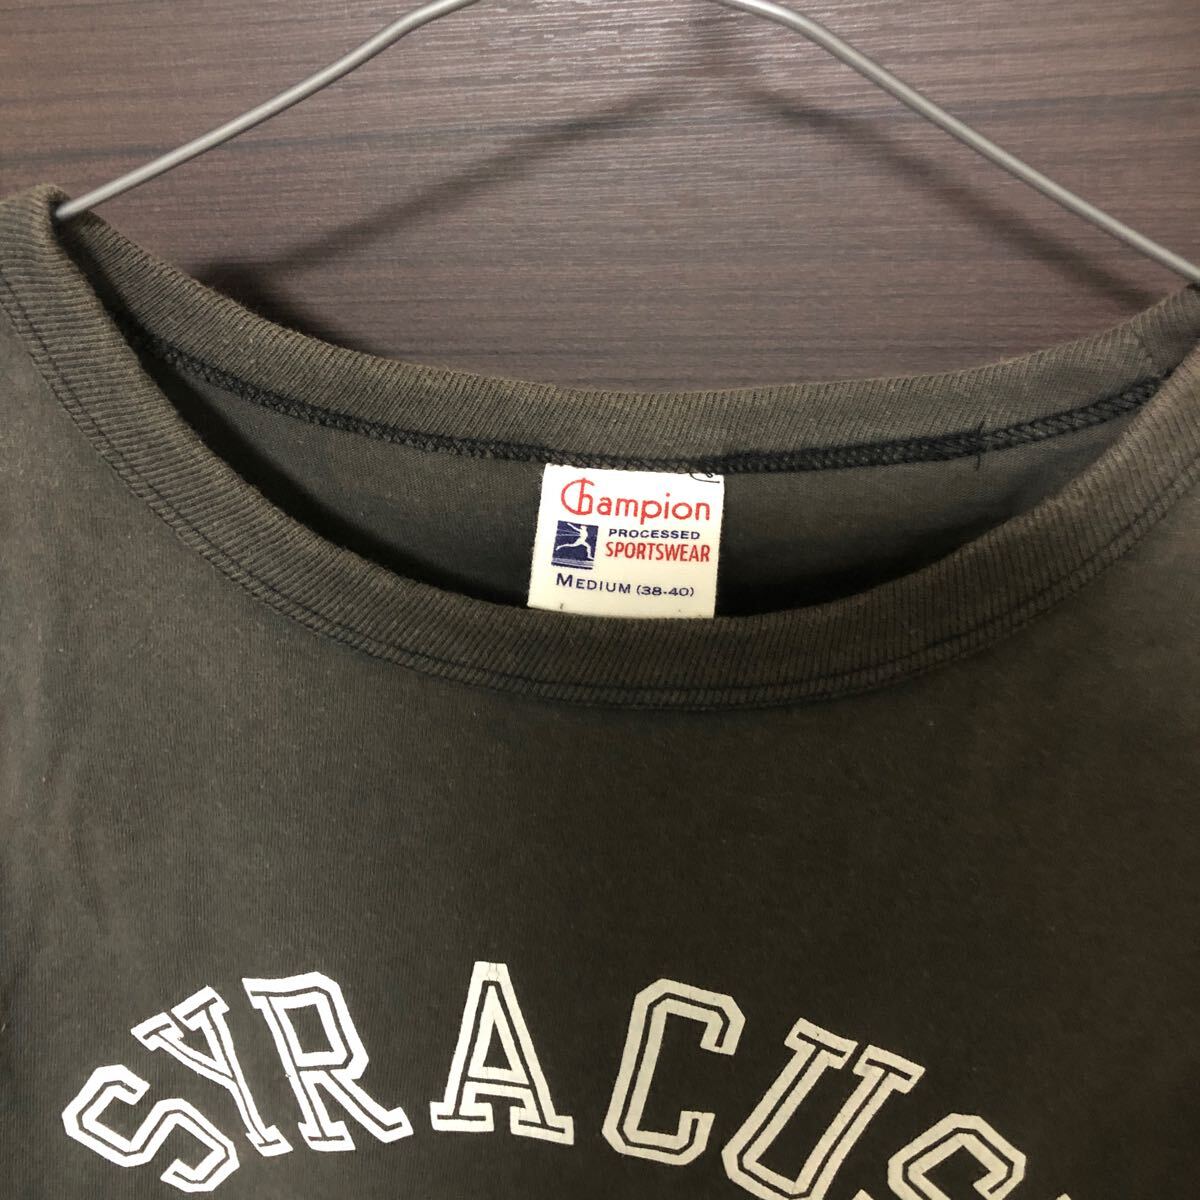 Champion
PROCESSED
SPORTSWEAR
MEDIUM (38-40)
SYRACUS